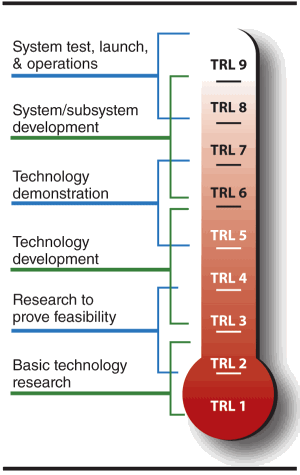 System test, launch,
& operations
System/subsystem
development
Technology
demonstration
Technology
development
Research to
prove feasibility
Basic technology
research
TRL 9
TRL 8
TRL 7
TRL 6
TRL 5
TRL 4
TRL 3
TRL 2
TRL 1